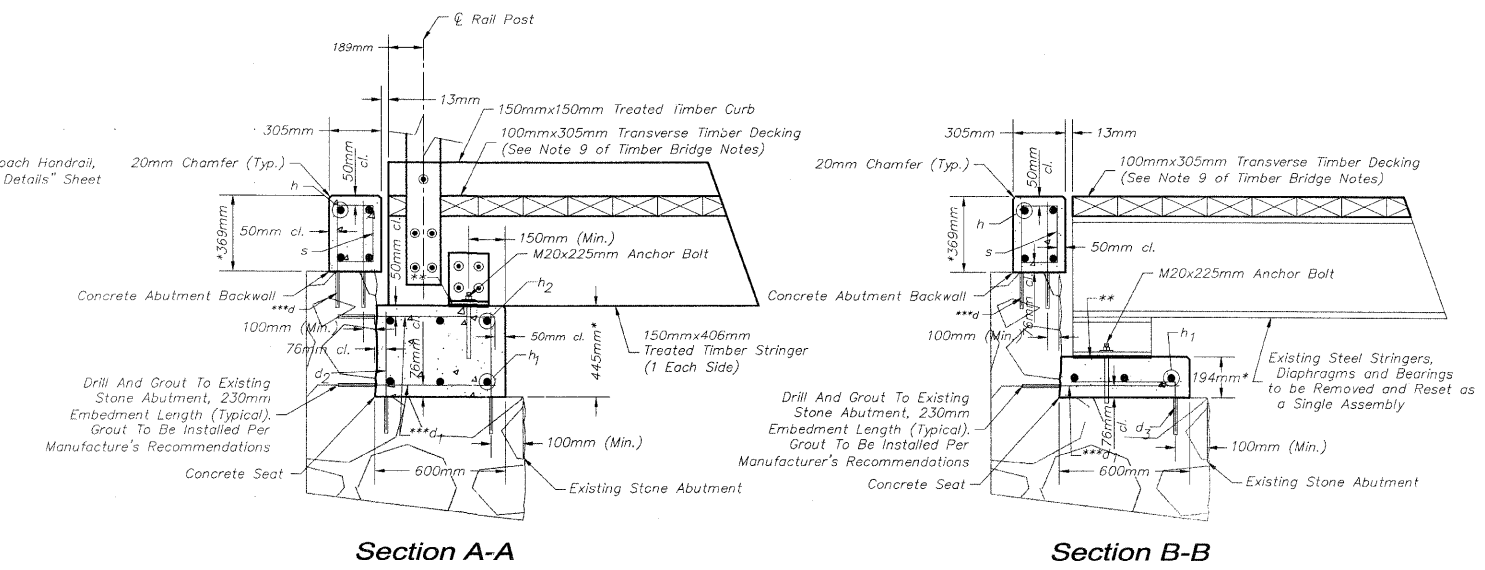 ℄ Rail Post
189mm
13mm
150mmx150mm Treated Timber Curb
305mm
100mmx305mm Transverse Timber Decking
(See Note 9 of Timber Bridge Notes)
oach Handrail,
Details" Sheet
20mm Chamfer (Typ.)
50mm
cl.
h
*369mm
50mm cl.
s
50mm cl.
150mm (Min.)
M20x225mm Anchor Bolt
**
Concrete Abutment Backwall
***d
h2
100mm (Min.)
76mm cl.
76mm cl.
50mm cl.
445mm*
150mmx406mm
Treated Timber Stringer
(1 Each Side)
h1
d2
Drill And Grout To Existing
Stone Abutment, 230mm
Embedment Length (Typical).
Grout To Be Installed Per
Manufacture's Recommendations
***d1
100mm (Min.)
Concrete Seat
600mm
Existing Stone Abutment
Section A-A
305mm
13mm
20mm Chamfer (Typ.)
50mm
cl.
100mmx305mm Transverse Timber Decking
(See Note 9 of Timber Bridge Notes)
h
*369mm
s
50mm cl.
Concrete Abutment Backwall
M20x225mm Anchor Bolt
***d
76mm cl.
**
100mm (Min.)
h1
194mm*
Existing Steel Stringers,
Diaphragms and Bearings
to be Removed and Reset as
a Single Assembly
Drill And Grout To Existing
Stone Abutment, 230mm
Embedment Length (Typical).
Grout To Be Installed Per
Manufacturer's Recommendations
76mm
cl.
d3
***d1
100mm (Min.)
Concrete Seat
600mm
Existing Stone Abutment
Section B-B